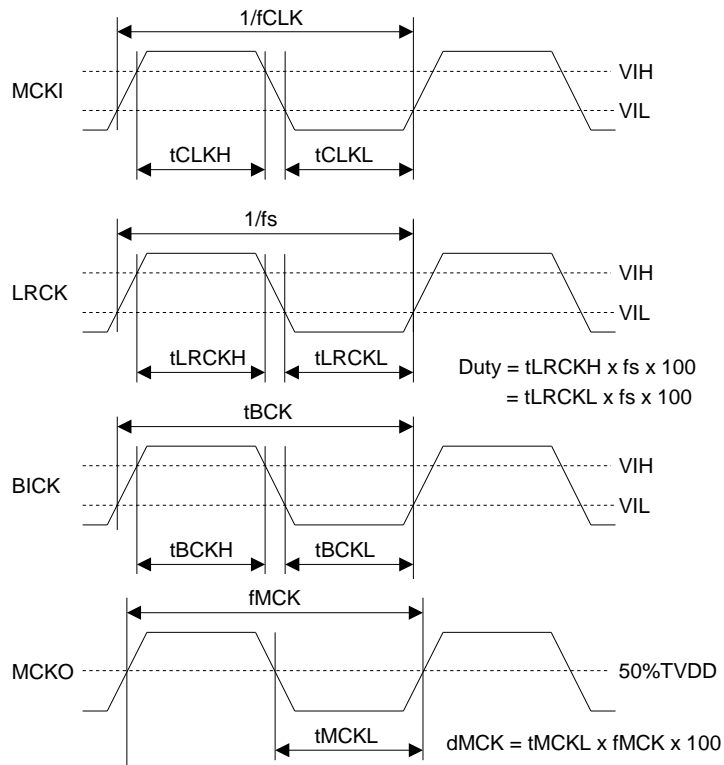 1/fCLK
VIH
MCKI
VIL
tCLKH
tCLKL
1/fs
VIH
LRCK
VIL
tLRCKH
tLRCKL
Duty = tLRCKH x fs x 100
= tLRCKL x fs x 100
tBCK
VIH
BICK
VIL
tBCKH
tBCKL
fMCK
MCKO
50%TVDD
tMCKL
dMCK = tMCKL x fMCK x 100